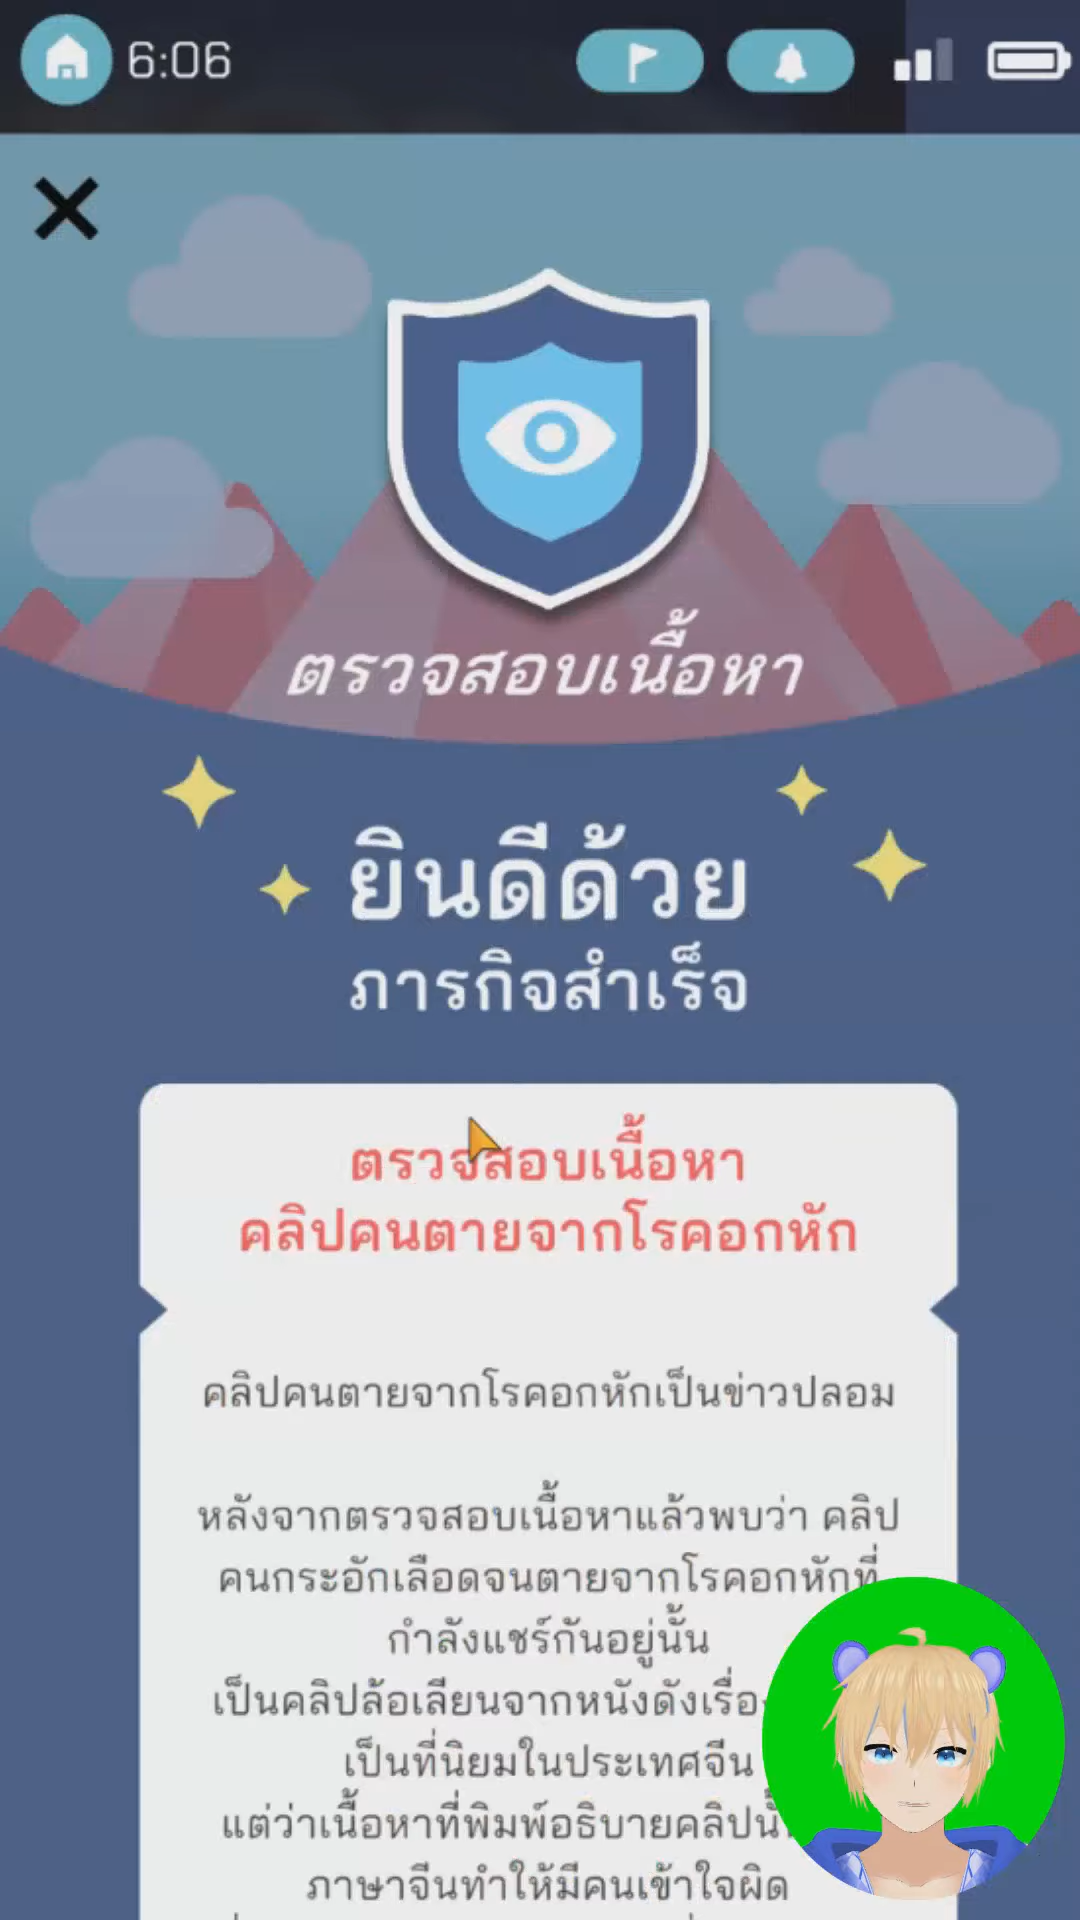 6:06
ตรวจสอบเนื้อหา
ยินดีด้วย
ภารกิจสำเร็จ
ตรวจสอบเนื้อหา
คลิปคนตายจากโรคอกหัก
คลิปคนตายจากโรคอกหักเป็นข่าวปลอม
หลังจากตรวจสอบเนื้อหาแล้วพบว่า คลิป
คนกระอักเลือดจนตายจากโรคอกหักที่
กำลังแชร์กันอยู่นั้น
เป็นคลิปล้อเลียนจากหนังดังเรื่อง
เป็นที่นิยมในประเทศจีน
แต่ว่าเนื้อหาที่พิมพ์อธิบายคลิป
ภาษาจีนทำให้มีคนเข้าใจผิด